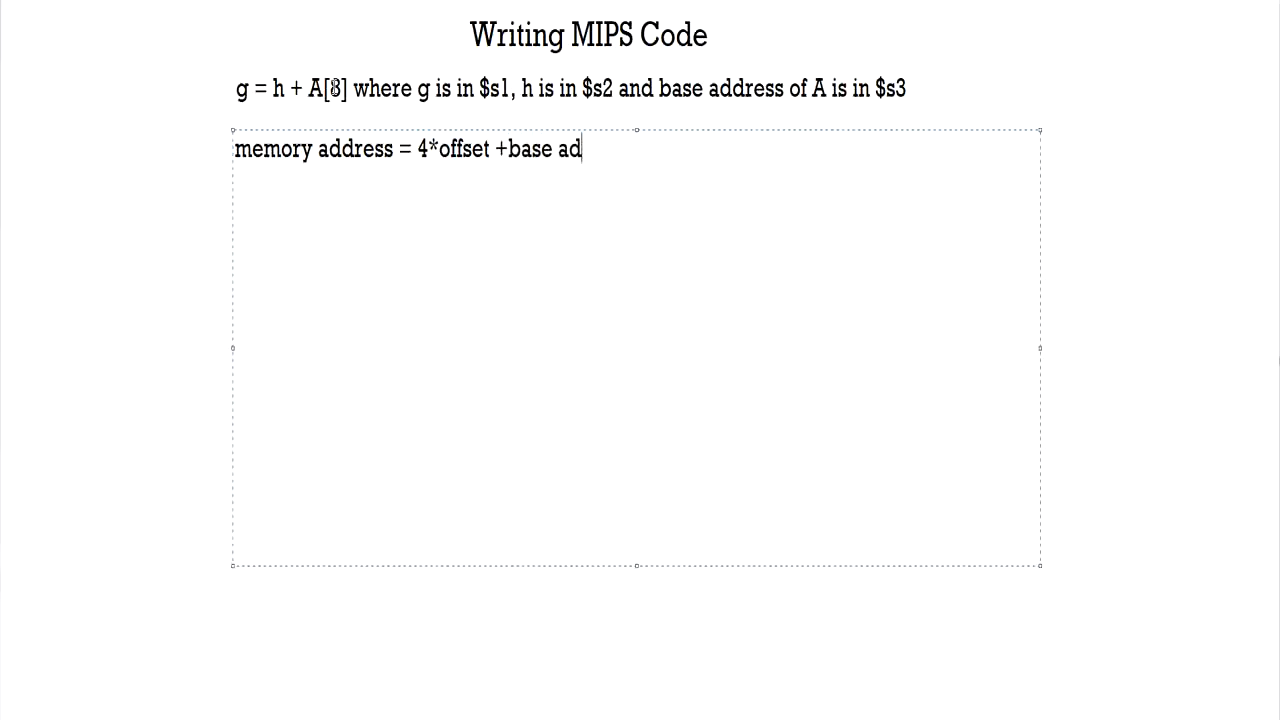 Writing MIPS Code
g = h + A[8] where g is in $s1, h is in $s2 and base address of A is in $s3
memory address = 4*offset +base ad